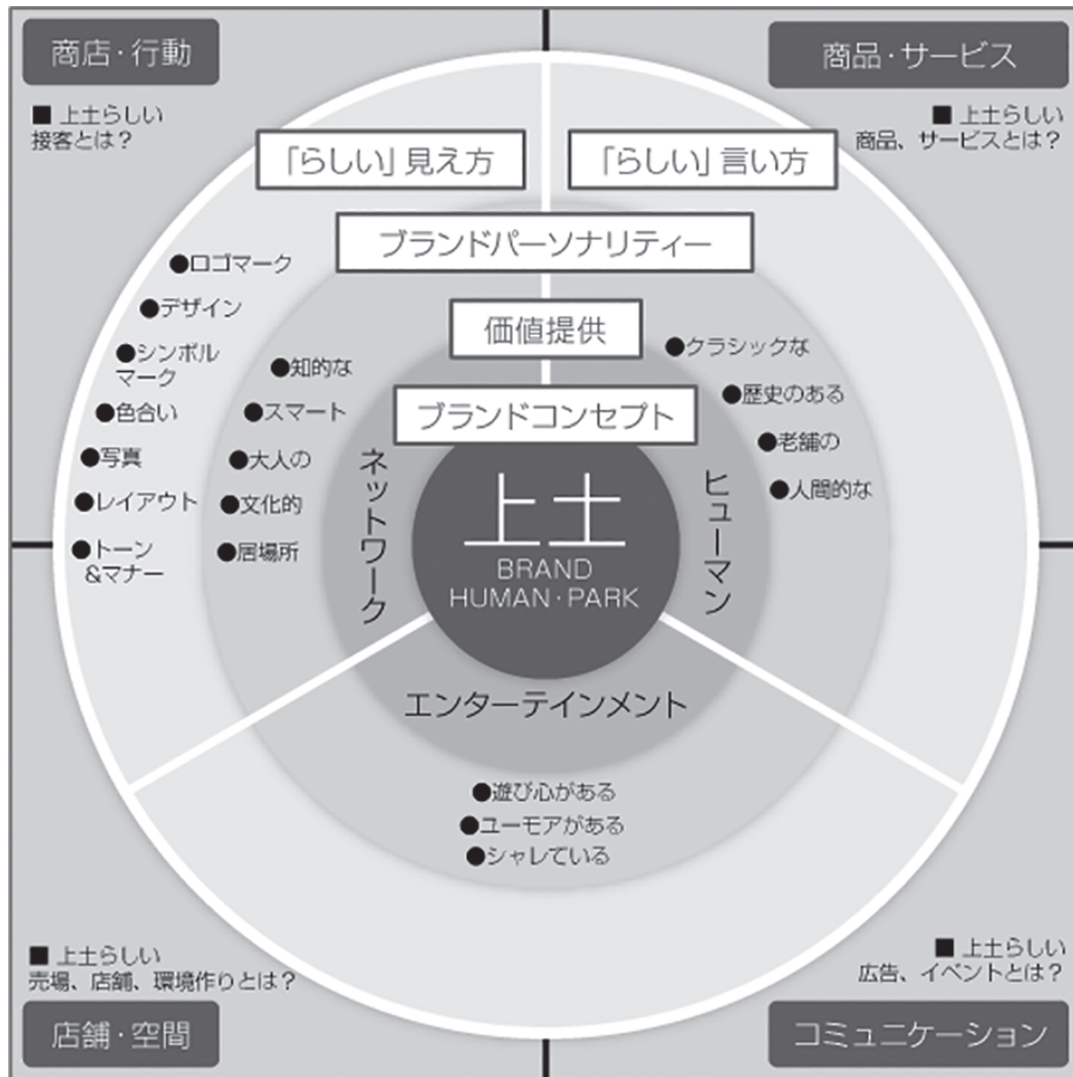 商店・行動
■ 上土らしい
接客とは？
商品・サービス
■ 上土らしい
商品、サービスとは？
「らしい」見え方
「らしい」言い方
ブランドパーソナリティー
価値提供
ブランドコンセプト
●ロゴマーク
●デザイン
●シンボル
マーク
●色合い
●写真
●レイアウト
●トーン
&マナー
●知的な
●スマート
●大人の
●文化的
●居場所
ネットワーク
上土
BRAND
HUMAN・PARK
ヒューマン
●クラシックな
●歴史のある
●老舗の
●人間的な
エンターテインメント
●遊び心がある
●ユーモアがある
●シャレている
■ 上土らしい
売場、店舗、環境作りとは？
店舗・空間
■ 上土らしい
広告、イベントとは？
コミュニケーション